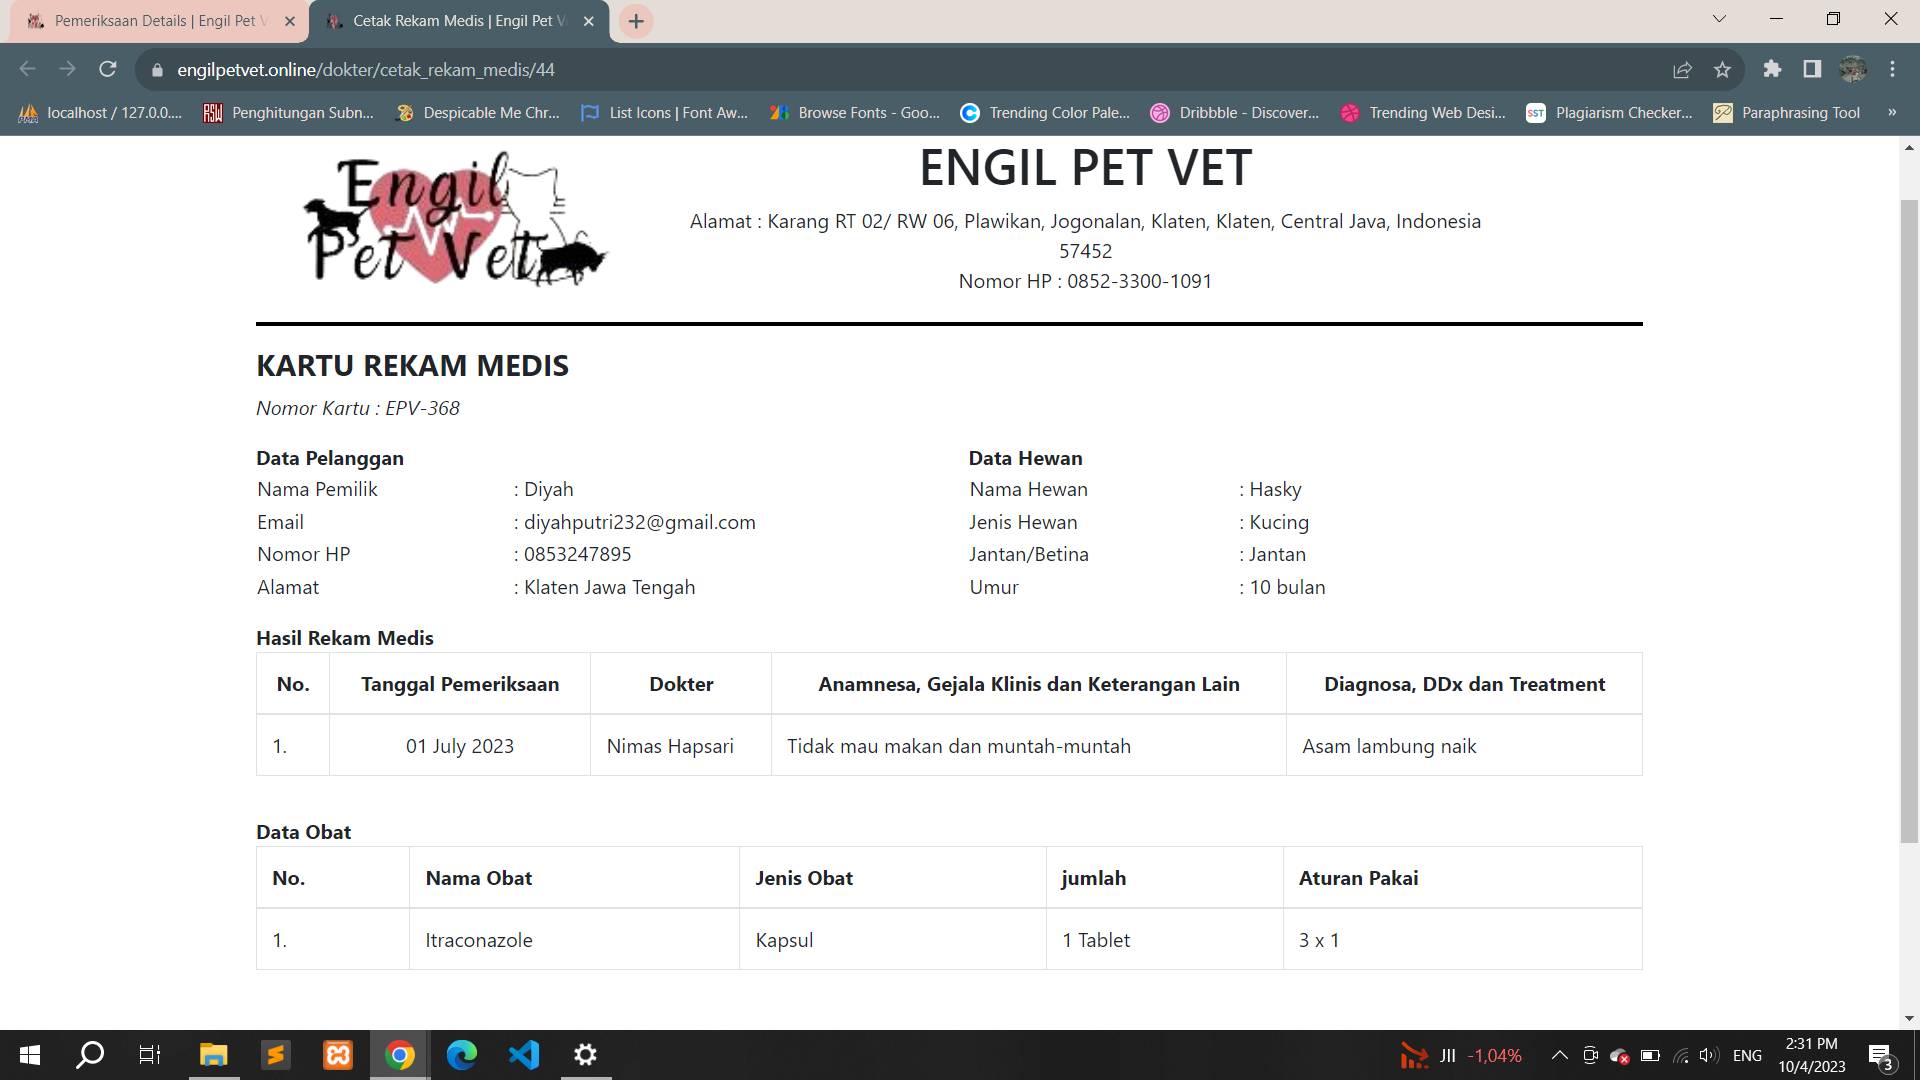 Pemeriksaan Details | Engil Pet V
Cetak Rekam Medis | Engil Pet V
engilpetvet.online/dokter/cetak_rekam_medis/44
localhost / 127.0.0....
Penghitungan Subn...
Despicable Me Chr...
List Icons | Font Aw...
Browse Fonts - Goo...
Trending Color Pale...
Dribbble - Discover...
Trending Web Desi...
Plagiarism Checker...
Paraphrasing Tool
Engil
Pet Vet
ENGIL PET VET
Alamat : Karang RT 02/ RW 06, Plawikan, Jogonalan, Klaten, Klaten, Central Java, Indonesia
57452
Nomor HP : 0852-3300-1091
KARTU REKAM MEDIS
Nomor Kartu : EPV-368
Data Pelanggan
Nama Pemilik : Diyah
Email : diyahputri232@gmail.com
Nomor HP : 0853247895
Alamat : Klaten Jawa Tengah
Data Hewan
Nama Hewan : Hasky
Jenis Hewan : Kucing
Jantan/Betina : Jantan
Umur : 10 bulan
Hasil Rekam Medis
No. Tanggal Pemeriksaan Dokter Anamnesa, Gejala Klinis dan Keterangan Lain Diagnosa, DDx dan Treatment
1. 01 July 2023 Nimas Hapsari Tidak mau makan dan muntah-muntah Asam lambung naik
Data Obat
No. Nama Obat Jenis Obat jumlah Aturan Pakai
1. Itraconazole Kapsul 1 Tablet 3 x 1
JII -1,04%
ENG
2:31 PM
10/4/2023
3